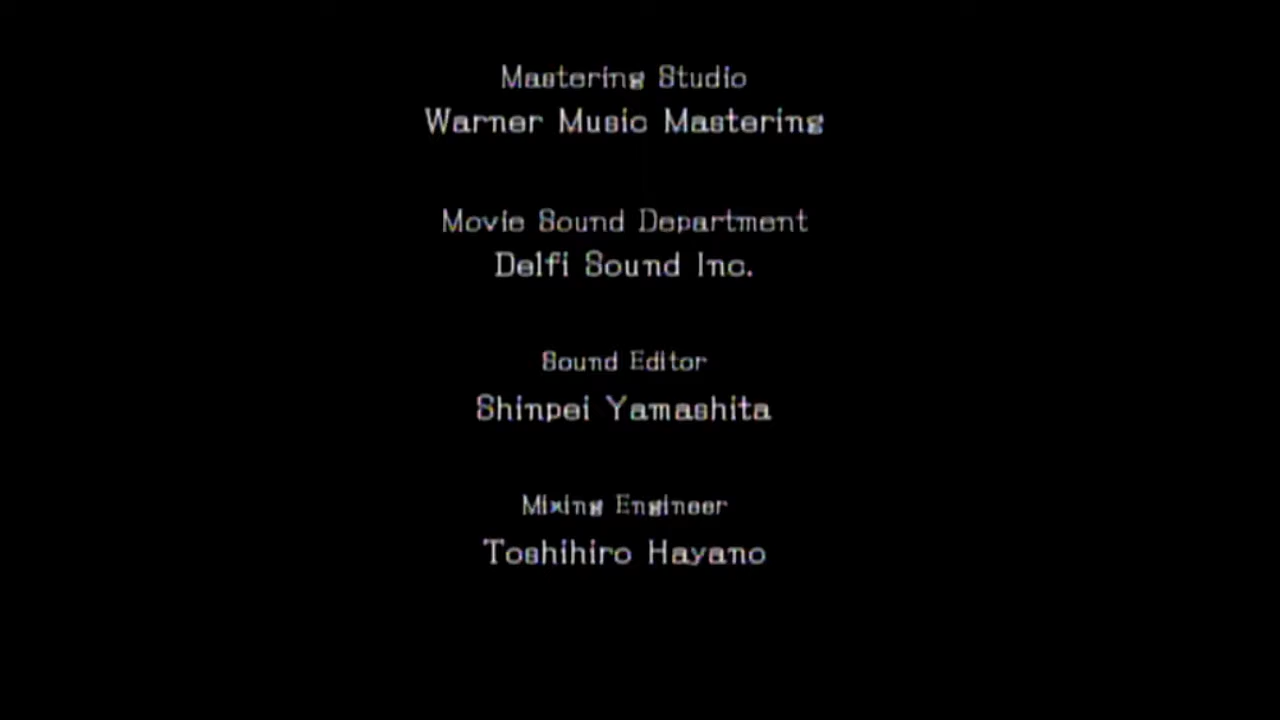 Mastering Studio
Warner Music Mastering
Movie Sound Department
Delfi Sound Inc.
Sound Editor
Shinpei Yamashita
Mixing Engineer
Toshihiro Hayano